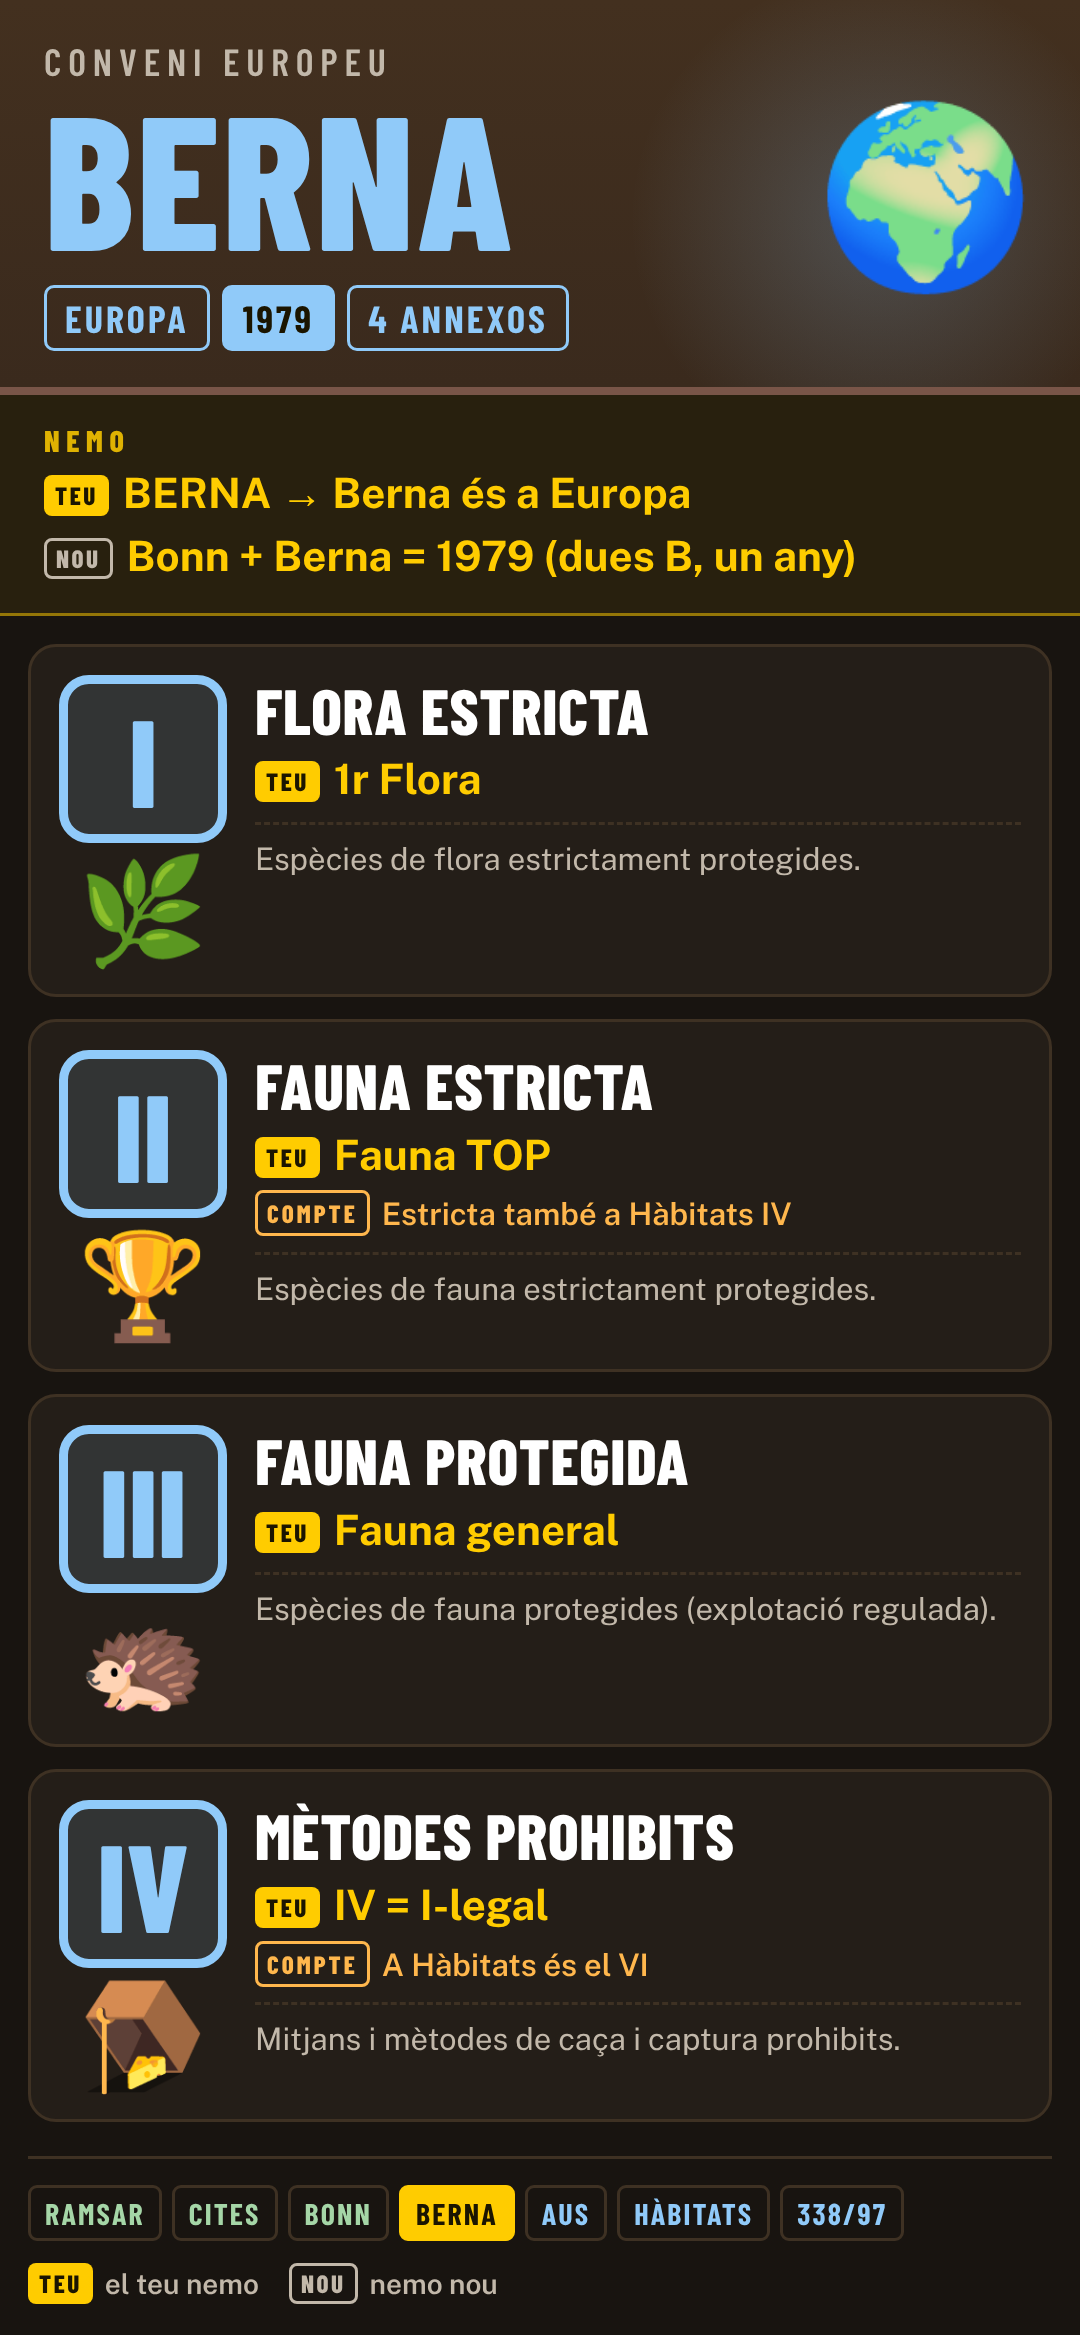 CONVENI EUROPEU
BERNA
EUROPA 1979 4 ANNEXOS
NEMO
TEU BERNA → Berna és a Europa
NOU Bonn + Berna = 1979 (dues B, un any)
I
FLORA ESTRICTA
TEU 1r Flora
Espècies de flora estrictament protegides.
II
FAUNA ESTRICTA
TEU Fauna TOP
COMPTE Estricta també a Hàbitats IV
Espècies de fauna estrictament protegides.
III
FAUNA PROTEGIDA
TEU Fauna general
Espècies de fauna protegides (explotació regulada).
IV
MÈTODES PROHIBITS
TEU IV = I-legal
COMPTE A Hàbitats és el VI
Mitjans i mètodes de caça i captura prohibits.
RAMSAR CITES BONN BERNA AUS HÀBITATS 338/97
TEU el teu nemo NOU nemo nou